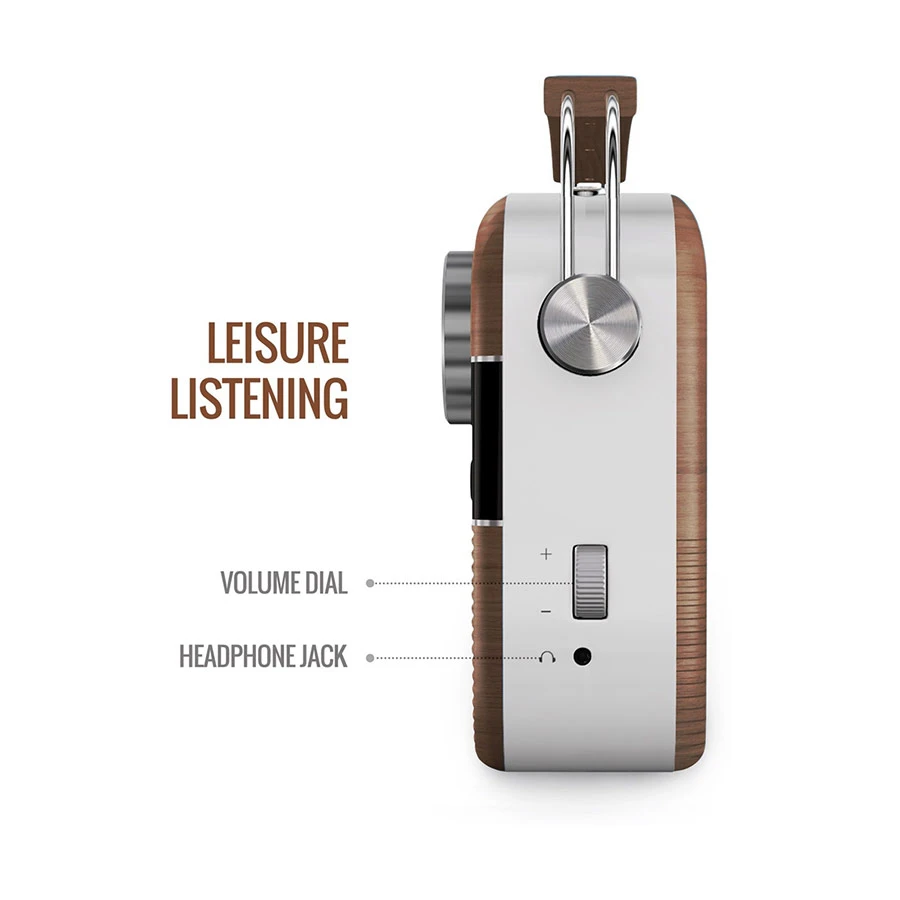 LEISURE
LISTENING
+
VOLUME DIAL
−
HEADPHONE JACK